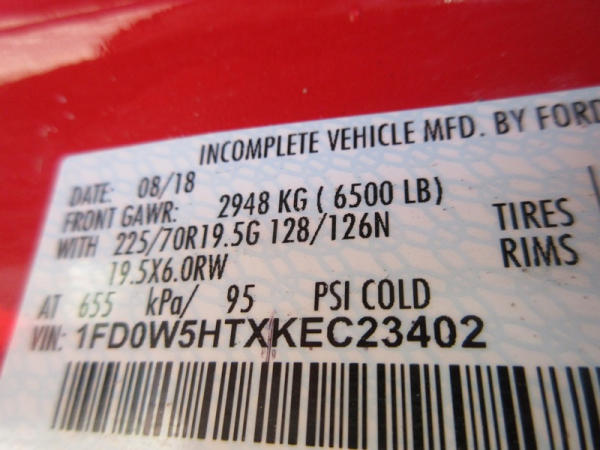 INCOMPLETE VEHICLE MFD. BY FORD
DATE: 08/18
FRONT GAWR: 2948 KG ( 6500 LB)
WITH 225/70R19.5G 128/126N TIRES
19.5X6.0RW RIMS
AT 655 kPa/ 95 PSI COLD
VIN: 1FD0W5HTXKEC23402